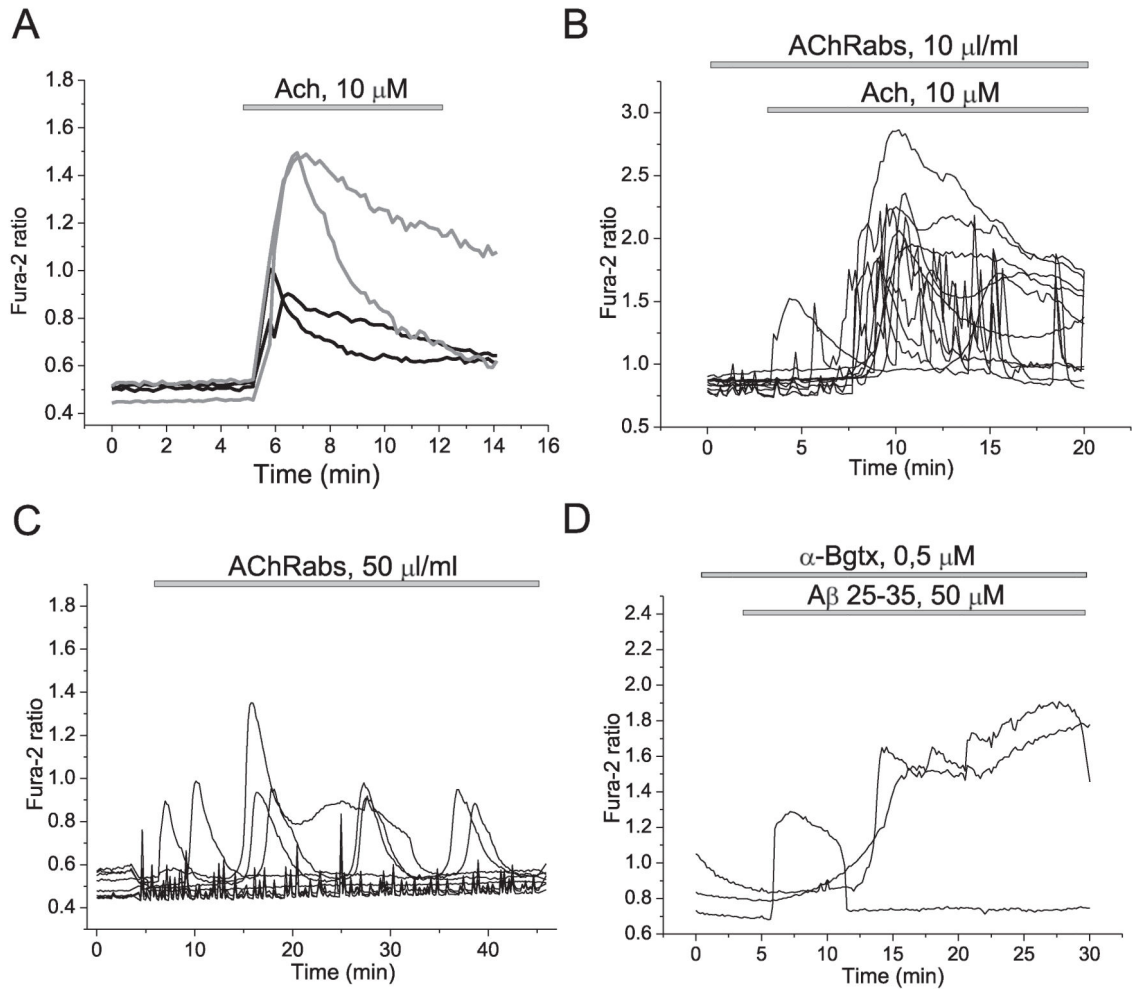 A
Ach, 10 μM
1.8
1.6
1.4
1.2
1.0
0.8
0.6
0.4
Fura-2 ratio
0 2 4 6 8 10 12 14 16
Time (min)
B
AChRabs, 10 μl/ml
Ach, 10 μM
3.0
2.5
2.0
1.5
1.0
0.5
Fura-2 ratio
0 5 10 15 20
Time (min)
C
AChRabs, 50 μl/ml
1.8
1.6
1.4
1.2
1.0
0.8
0.6
0.4
Fura-2 ratio
0 10 20 30 40
Time (min)
D
α-Bgtx, 0,5 μM
Aβ 25-35, 50 μM
2.4
2.2
2.0
1.8
1.6
1.4
1.2
1.0
0.8
0.6
Fura-2 ratio
0 5 10 15 20 25 30
Time (min)